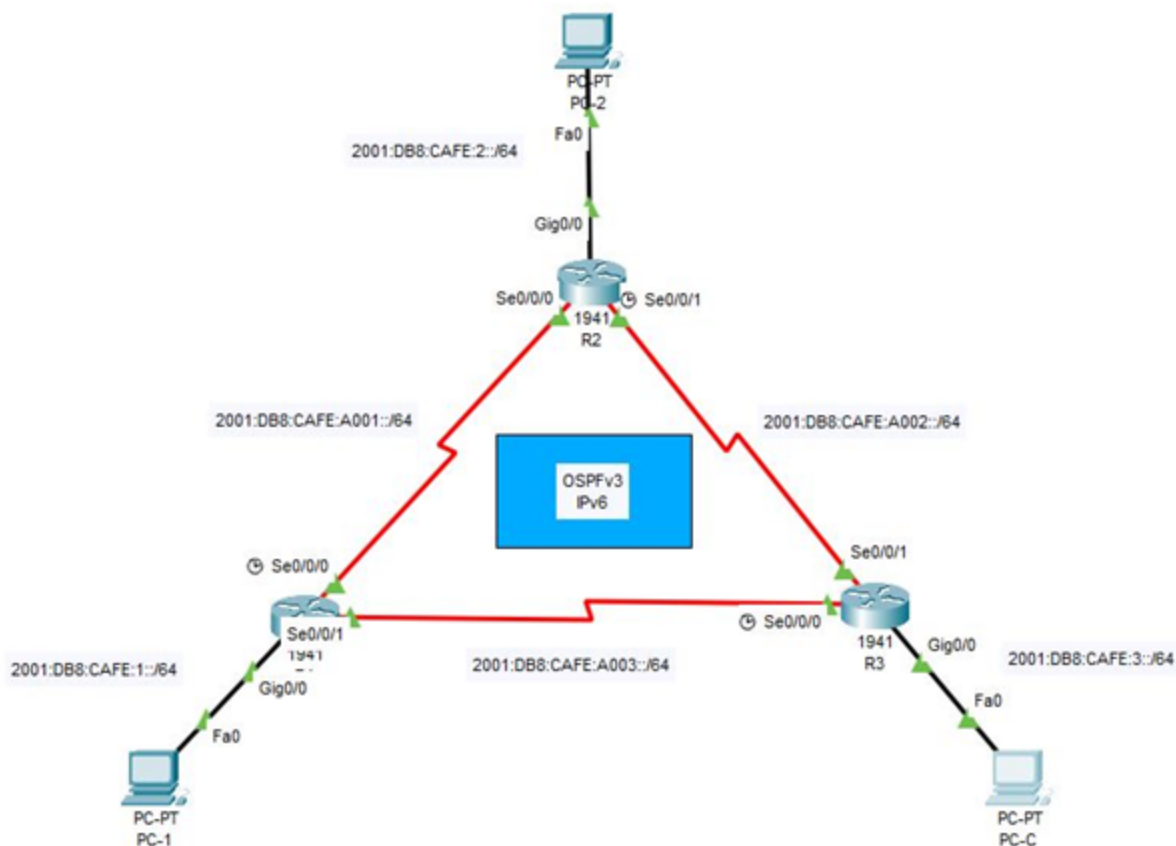 PC-PT
PC-2
Fa0
2001:DB8:CAFE:2::/64
Gig0/0
Se0/0/0
Se0/0/1
1941
R2
2001:DB8:CAFE:A001::/64
2001:DB8:CAFE:A002::/64
OSPFv3
IPv6
Se0/0/0
Se0/0/1
Se0/0/1
Se0/0/0
1941
1941
R3
2001:DB8:CAFE:1::/64
2001:DB8:CAFE:A003::/64
2001:DB8:CAFE:3::/64
Gig0/0
Gig0/0
Fa0
Fa0
PC-PT
PC-1
PC-PT
PC-C